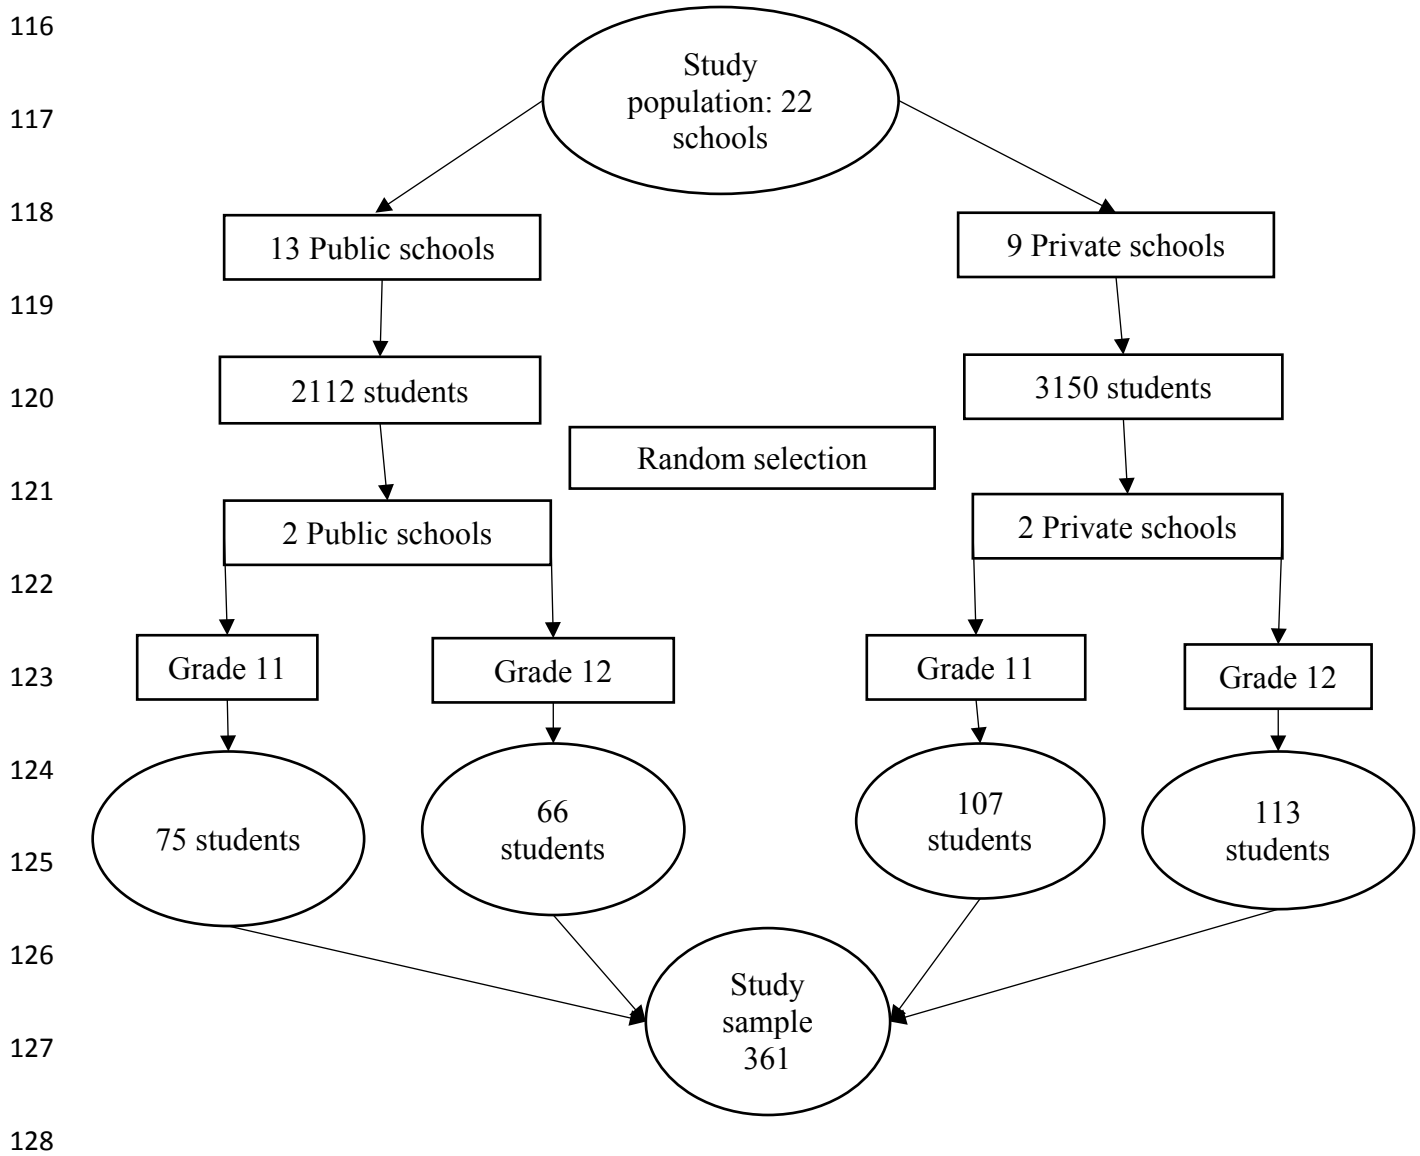 116
Study
population: 22
schools
117
118
13 Public schools
9 Private schools
119
2112 students
3150 students
120
Random selection
121
2 Public schools
2 Private schools
122
Grade 11
Grade 12
Grade 11
Grade 12
123
124
75 students
66
students
107
students
113
students
125
126
Study
sample
361
127
128